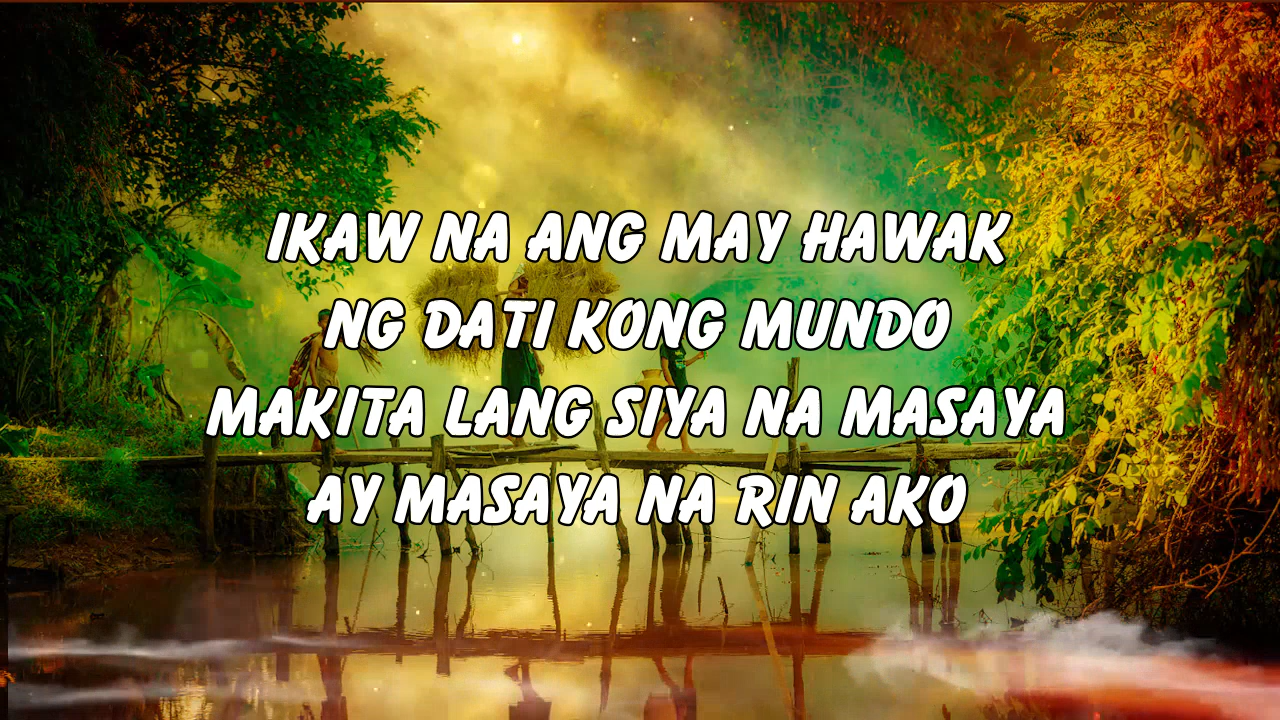 IKAW NA ANG MAY HAWAK
NG DATI KONG MUNDO
MAKITA LANG SIYA NA MASAYA
AY MASAYA NA RIN AKO